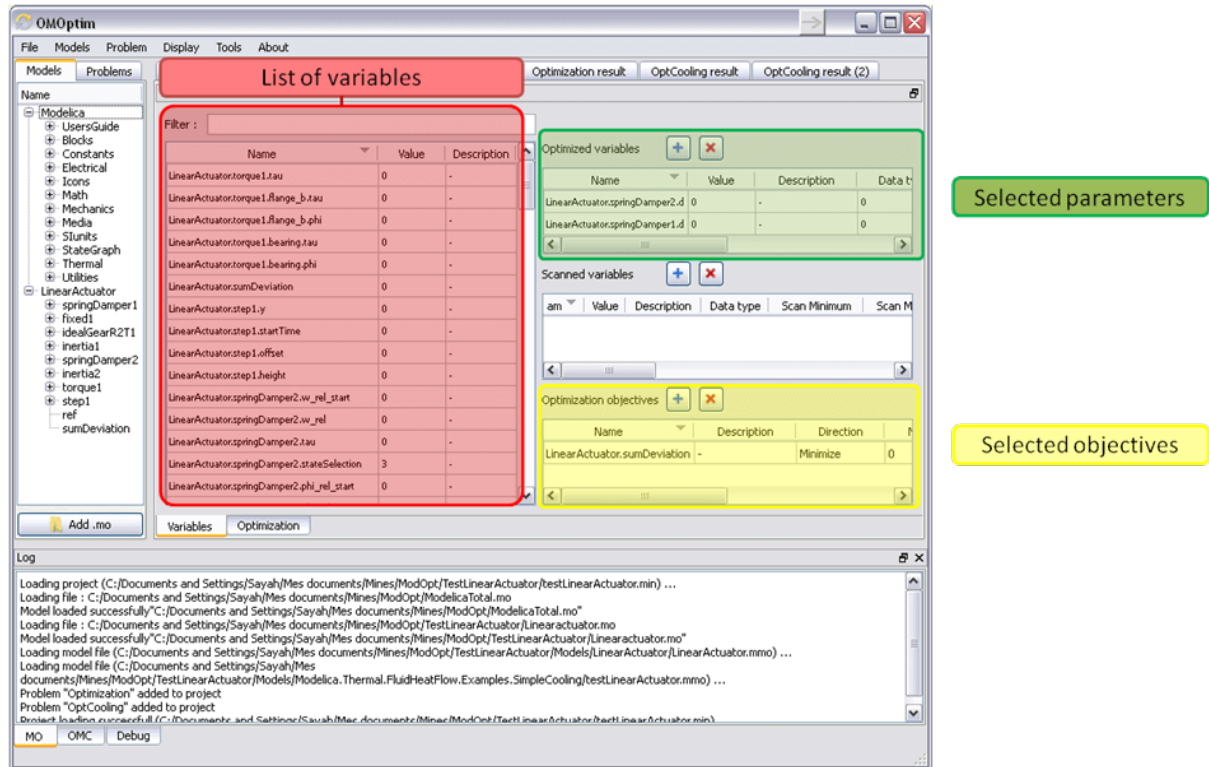 OMOptim
File Models Problem Display Tools About
Models Problems
List of variables
Optimization result OptCooling result OptCooling result (2)
Name
Modelica
UsersGuide
Blocks
Constants
Electrical
Icons
Math
Mechanics
Media
SIunits
StateGraph
Thermal
Utilities
LinearActuator
springDamper1
fixed1
idealGearR2T1
inertia1
springDamper2
inertia2
torque1
step1
ref
sumDeviation
Add .mo
Filter :
Name Value Description
LinearActuator.torque1.tau 0 -
LinearActuator.torque1.flange_b.tau 0 -
LinearActuator.torque1.flange_b.phi 0 -
LinearActuator.torque1.bearing.tau 0 -
LinearActuator.torque1.bearing.phi 0 -
LinearActuator.sumDeviation 0 -
LinearActuator.step1.y 0 -
LinearActuator.step1.startTime 0 -
LinearActuator.step1.offset 0 -
LinearActuator.step1.height 0 -
LinearActuator.springDamper2.w_rel_start 0 -
LinearActuator.springDamper2.w_rel 0 -
LinearActuator.springDamper2.tau 0 -
LinearActuator.springDamper2.stateSelection 3 -
LinearActuator.springDamper2.phi_rel_start 0 -
Variables Optimization
Optimized variables
Name Value Description Data t
LinearActuator.springDamper2.d 0 - 0
LinearActuator.springDamper1.d 0 - 0
Scanned variables
am Value Description Data type Scan Minimum Scan M
Optimization objectives
Name Description Direction
LinearActuator.sumDeviation - Minimize 0
Selected parameters
Selected objectives
Log
Loading project (C:/Documents and Settings/Sayah/Mes documents/Mines/ModOpt/TestLinearActuator/testLinearActuator.min) ...
Loading file : C:/Documents and Settings/Sayah/Mes documents/Mines/ModOpt/ModelicaTotal.mo
Model loaded successfully"C:/Documents and Settings/Sayah/Mes documents/Mines/ModOpt/ModelicaTotal.mo"
Loading file : C:/Documents and Settings/Sayah/Mes documents/Mines/ModOpt/TestLinearActuator/Linearactuator.mo
Model loaded successfully"C:/Documents and Settings/Sayah/Mes documents/Mines/ModOpt/TestLinearActuator/Linearactuator.mo"
Loading model file (C:/Documents and Settings/Sayah/Mes documents/Mines/ModOpt/TestLinearActuator/Models/LinearActuator/LinearActuator.mmo) ...
Loading model file (C:/Documents and Settings/Sayah/Mes
documents/Mines/ModOpt/TestLinearActuator/Models/Modelica.Thermal.FluidHeatFlow.Examples.SimpleCooling/testLinearActuator.mmo) ...
Problem "Optimization" added to project
Problem "OptCooling" added to project
Project loading successfull (C:/Documents and Settings/Sayah/Mes documents/Mines/ModOpt/TestLinearActuator/testLinearActuator.min)
MO OMC Debug